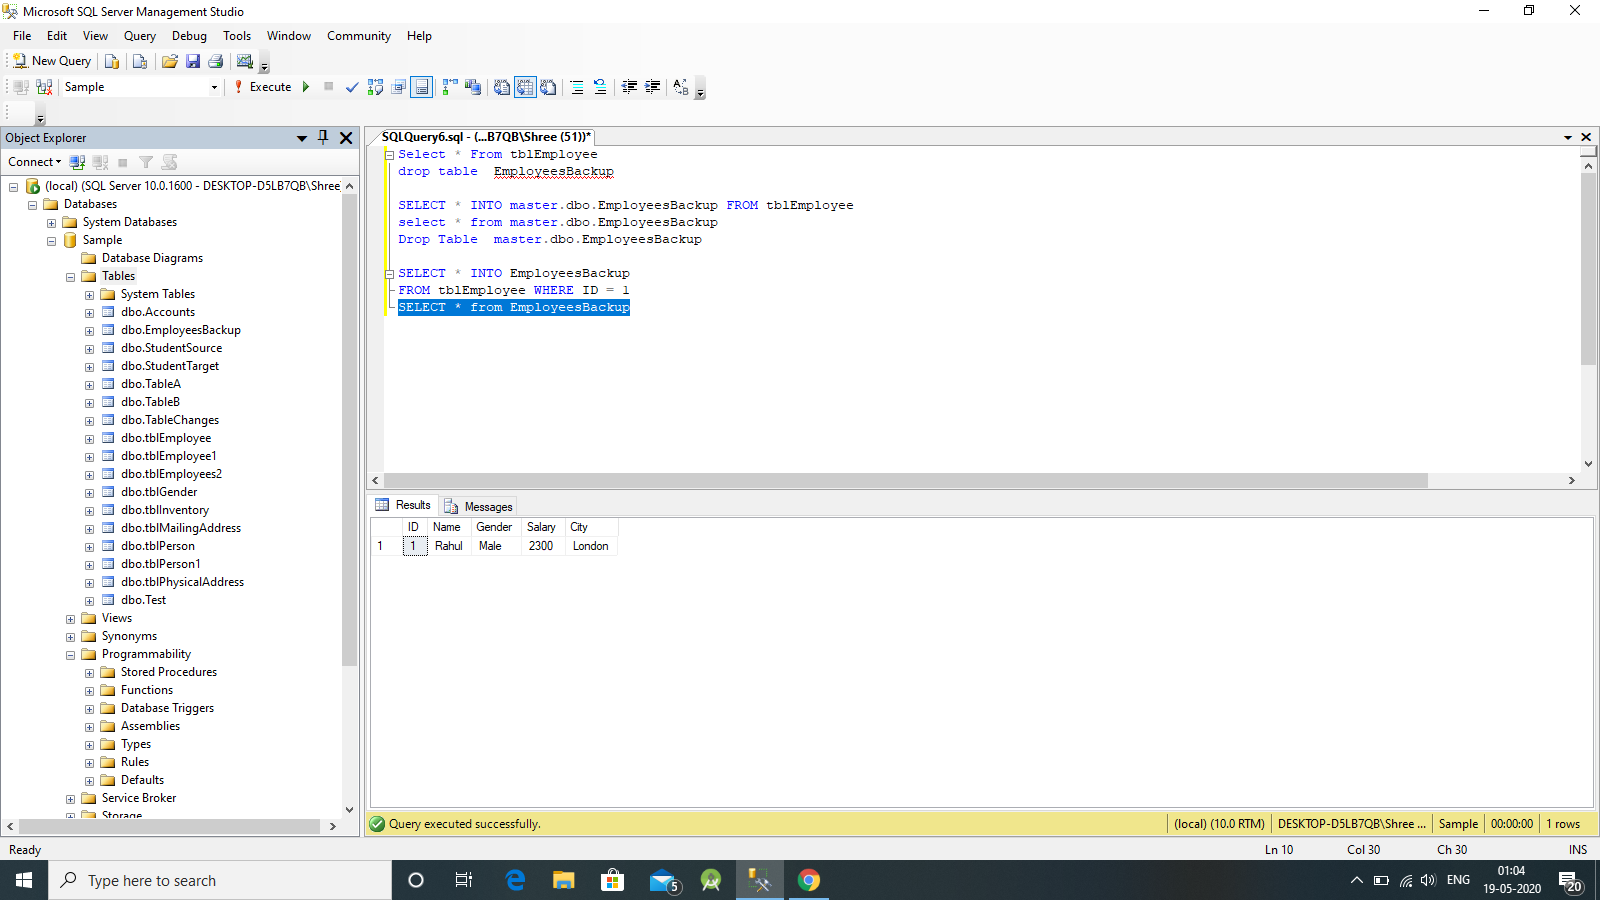 Microsoft SQL Server Management Studio
File Edit View Query Debug Tools Window Community Help
New Query
Sample Execute
Object Explorer
Connect
(local) (SQL Server 10.0.1600 - DESKTOP-D5LB7QB\Shree
Databases
System Databases
Sample
Database Diagrams
Tables
System Tables
dbo.Accounts
dbo.EmployeesBackup
dbo.StudentSource
dbo.StudentTarget
dbo.TableA
dbo.TableB
dbo.TableChanges
dbo.tblEmployee
dbo.tblEmployee1
dbo.tblEmployees2
dbo.tblGender
dbo.tblInventory
dbo.tblMailingAddress
dbo.tblPerson
dbo.tblPerson1
dbo.tblPhysicalAddress
dbo.Test
Views
Synonyms
Programmability
Stored Procedures
Functions
Database Triggers
Assemblies
Types
Rules
Defaults
Service Broker
Storage
SQLQuery6.sql - (...B7QB\Shree (51))*
Select * From tblEmployee
drop table EmployeesBackup
SELECT * INTO master.dbo.EmployeesBackup FROM tblEmployee
select * from master.dbo.EmployeesBackup
Drop Table master.dbo.EmployeesBackup
SELECT * INTO EmployeesBackup
FROM tblEmployee WHERE ID = 1
SELECT * from EmployeesBackup
Results Messages
ID Name Gender Salary City
1 1 Rahul Male 2300 London
Query executed successfully. (local) (10.0 RTM) DESKTOP-D5LB7QB\Shree ... Sample 00:00:00 1 rows
Ready Ln 10 Col 30 Ch 30 INS
Type here to search 5 ENG 01:04 20
19-05-2020